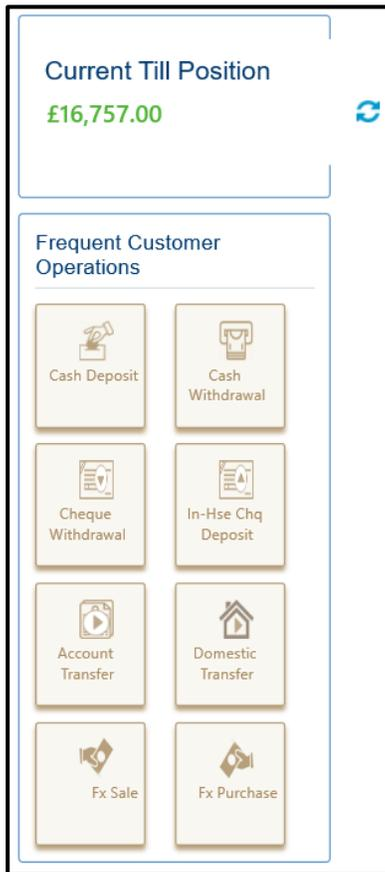 Current Till Position
£16,757.00
Frequent Customer
Operations
Cash Deposit
Cash
Withdrawal
Cheque
Withdrawal
In-Hse Chq
Deposit
Account
Transfer
Domestic
Transfer
Fx Sale
Fx Purchase